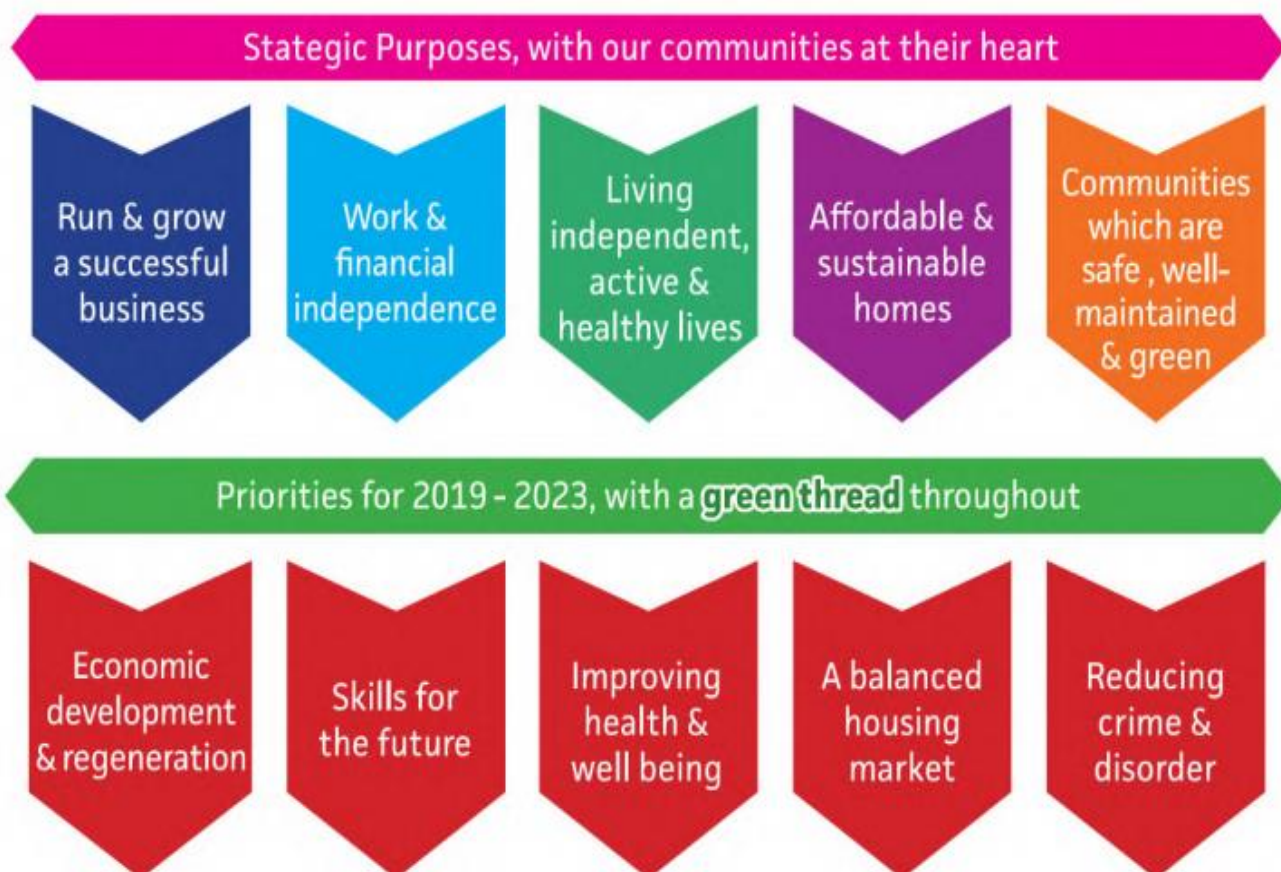 Stategic Purposes, with our communities at their heart
Run & grow
a successful
business
Work &
financial
independence
Living
independent,
active &
healthy lives
Affordable &
sustainable
homes
Communities
which are
safe , well-
maintained
& green
Priorities for 2019 - 2023, with a green thread throughout
Economic
development
& regeneration
Skills for
the future
Improving
health &
well being
A balanced
housing
market
Reducing
crime &
disorder